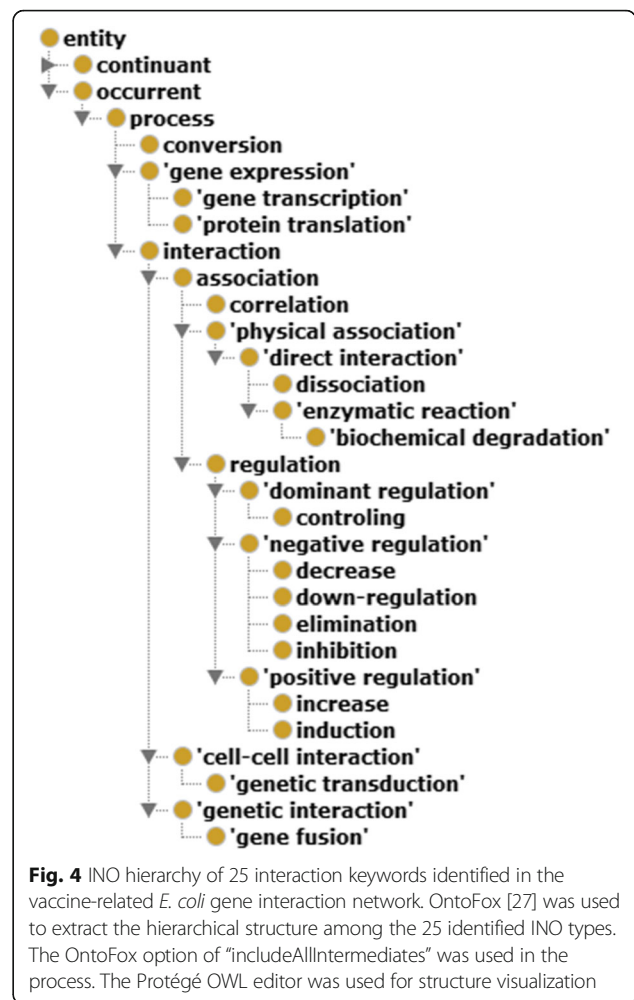 entity
continuant
occurrent
process
conversion
'gene expression'
'gene transcription'
'protein translation'
interaction
association
correlation
'physical association'
'direct interaction'
dissociation
'enzymatic reaction'
'biochemical degradation'
regulation
'dominant regulation'
controling
'negative regulation'
decrease
down-regulation
elimination
inhibition
'positive regulation'
increase
induction
'cell-cell interaction'
'genetic transduction'
'genetic interaction'
'gene fusion'
Fig. 4 INO hierarchy of 25 interaction keywords identified in the
vaccine-related E. coli gene interaction network. OntoFox [27] was used
to extract the hierarchical structure among the 25 identified INO types.
The OntoFox option of “includeAllIntermediates” was used in the
process. The Protégé OWL editor was used for structure visualization